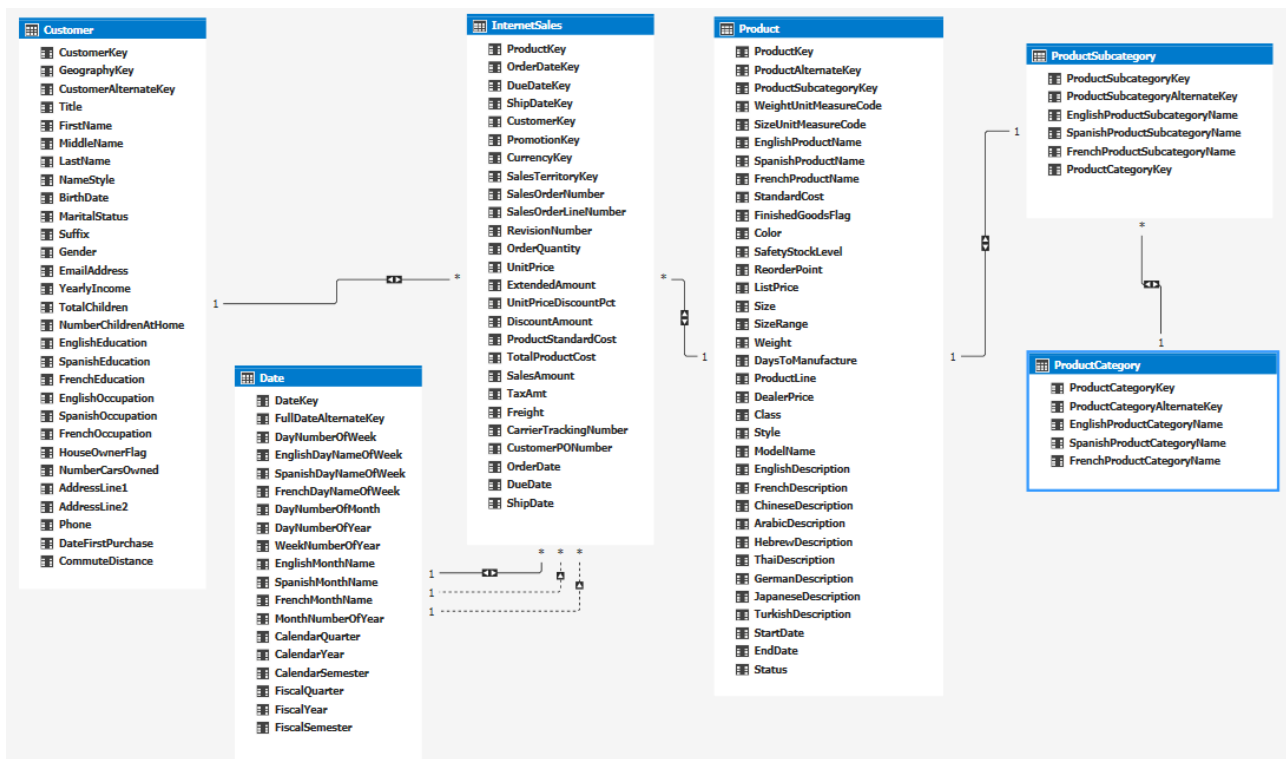 Customer
CustomerKey
GeographyKey
CustomerAlternateKey
Title
FirstName
MiddleName
LastName
NameStyle
BirthDate
MaritalStatus
Suffix
Gender
EmailAddress
YearlyIncome
TotalChildren
NumberChildrenAtHome
EnglishEducation
SpanishEducation
FrenchEducation
EnglishOccupation
SpanishOccupation
FrenchOccupation
HouseOwnerFlag
NumberCarsOwned
AddressLine1
AddressLine2
Phone
DateFirstPurchase
CommuteDistance
1
*
Date
DateKey
FullDateAlternateKey
DayNumberOfWeek
EnglishDayNameOfWeek
SpanishDayNameOfWeek
FrenchDayNameOfWeek
DayNumberOfMonth
DayNumberOfYear
WeekNumberOfYear
EnglishMonthName
SpanishMonthName
FrenchMonthName
MonthNumberOfYear
CalendarQuarter
CalendarYear
CalendarSemester
FiscalQuarter
FiscalYear
FiscalSemester
* * *
1
1
1
InternetSales
ProductKey
OrderDateKey
DueDateKey
ShipDateKey
CustomerKey
PromotionKey
CurrencyKey
SalesTerritoryKey
SalesOrderNumber
SalesOrderLineNumber
RevisionNumber
OrderQuantity
UnitPrice
ExtendedAmount
UnitPriceDiscountPct
DiscountAmount
ProductStandardCost
TotalProductCost
SalesAmount
TaxAmt
Freight
CarrierTrackingNumber
CustomerPONumber
OrderDate
DueDate
ShipDate
*
1
Product
ProductKey
ProductAlternateKey
ProductSubcategoryKey
WeightUnitMeasureCode
SizeUnitMeasureCode
EnglishProductName
SpanishProductName
FrenchProductName
StandardCost
FinishedGoodsFlag
Color
SafetyStockLevel
ReorderPoint
ListPrice
Size
SizeRange
Weight
DaysToManufacture
ProductLine
DealerPrice
Class
Style
ModelName
EnglishDescription
FrenchDescription
ChineseDescription
ArabicDescription
HebrewDescription
ThaiDescription
GermanDescription
JapaneseDescription
TurkishDescription
StartDate
EndDate
Status
1
1
ProductSubcategory
ProductSubcategoryKey
ProductSubcategoryAlternateKey
EnglishProductSubcategoryName
SpanishProductSubcategoryName
FrenchProductSubcategoryName
ProductCategoryKey
*
1
ProductCategory
ProductCategoryKey
ProductCategoryAlternateKey
EnglishProductCategoryName
SpanishProductCategoryName
FrenchProductCategoryName